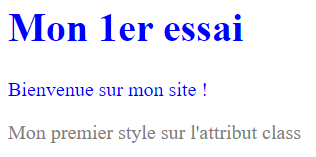 Mon 1er essai
Bienvenue sur mon site !
Mon premier style sur l'attribut class